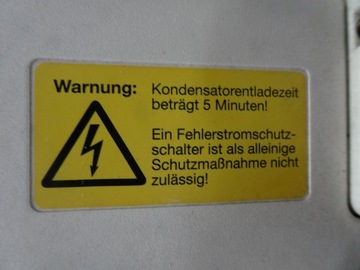 Warnung: Kondensatorentladezeit
beträgt 5 Minuten!
Ein Fehlerstromschutz-
schalter ist als alleinige
Schutzmaßnahme nicht
zulässig!